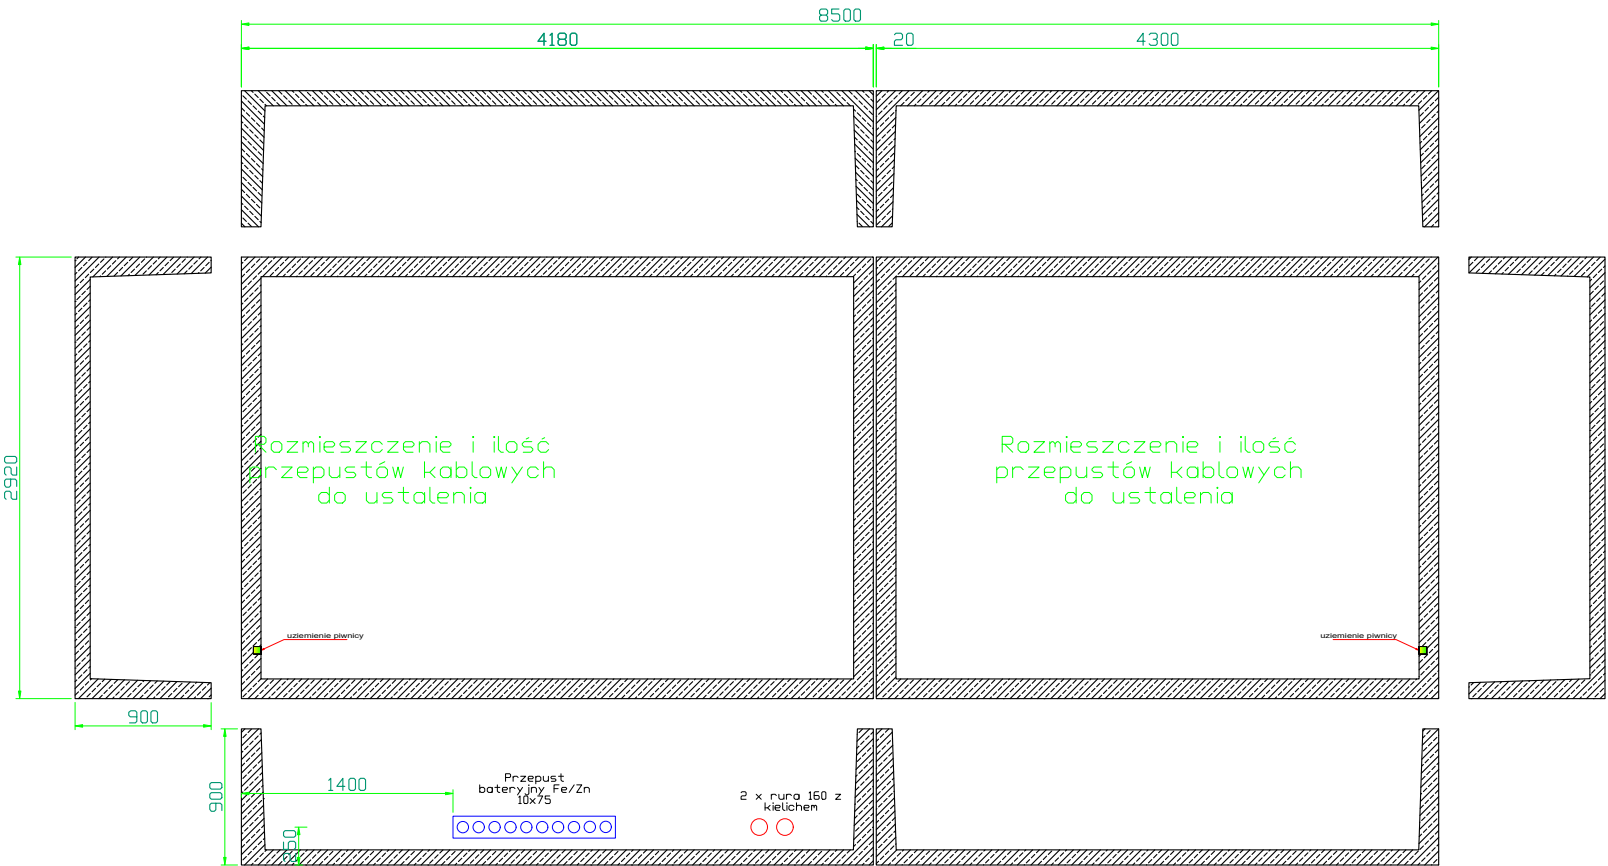 8500
4180
20
4300
2920
Rozmieszczenie i ilość
przepustów kablowych
do ustalenia
Rozmieszczenie i ilość
przepustów kablowych
do ustalenia
uziemienie piwnicy
uziemienie piwnicy
900
900
1400
250
Przepust
bateryjny Fe/Zn
10x75
2 x rura 160 z
kielichem